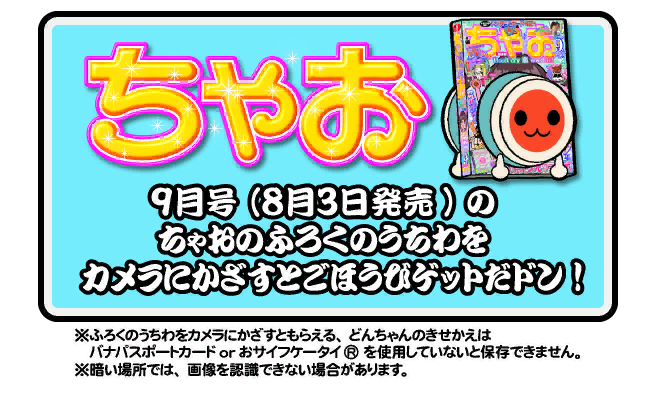 ちゃお
ちゃお
9月号(8月3日発売)の
ちゃおのふろくのうちわを
カメラにかざすとごほうびゲットだドン!
※ふろくのうちわをカメラにかざすともらえる、どんちゃんのきせかえは
バナパスポートカード or おサイフケータイ ® を使用していないと保存できません。
※暗い場所では、画像を認識できない場合があります。